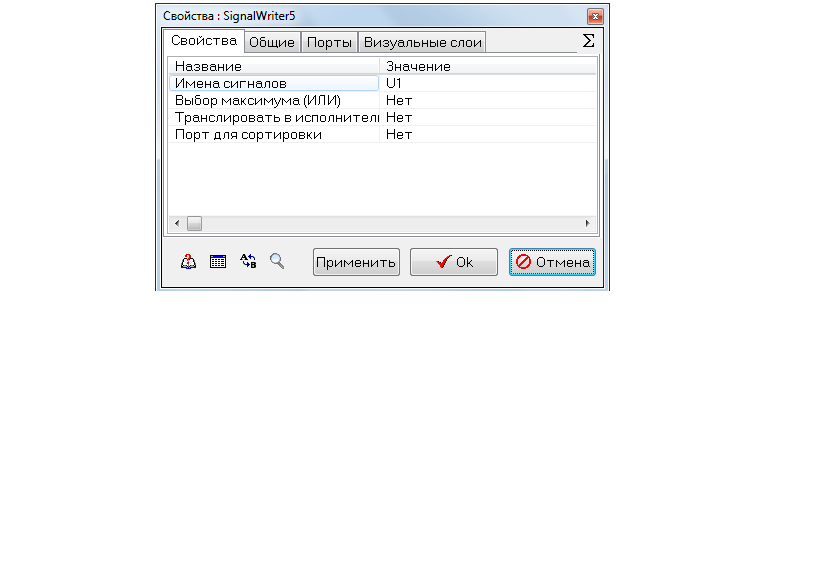 Свойства : SignalWriter5
Свойства Общие Порты Визуальные слои Σ
Название Значение
Имена сигналов U1
Выбор максимума (ИЛИ) Нет
Транслировать в исполнитель Нет
Порт для сортировки Нет
Применить Ok Отмена